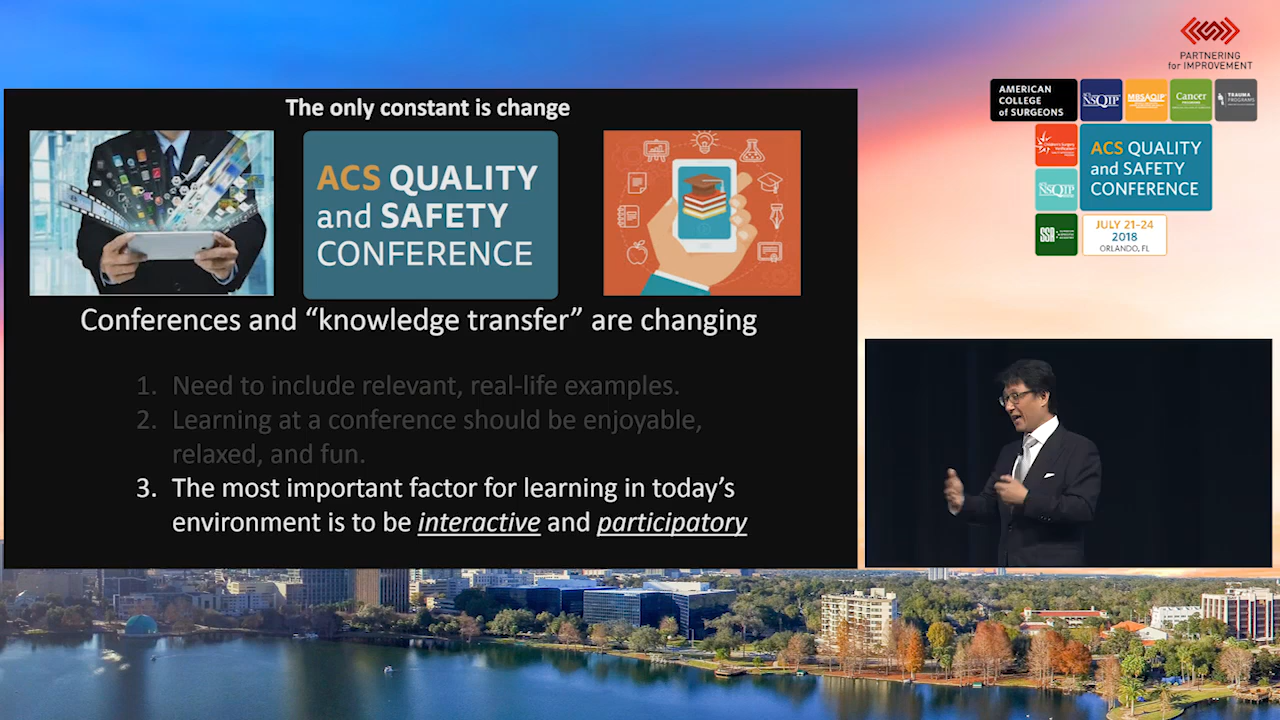 PARTNERING
for IMPROVEMENT
AMERICAN
COLLEGE
of SURGEONS
NSQIP
MBSAQIP
Cancer
PROGRAMS
TRAUMA
PROGRAMS
ACS QUALITY
and SAFETY
CONFERENCE
NSQIP
SSR
JULY 21-24
2018
ORLANDO, FL
The only constant is change
ACS QUALITY
and SAFETY
CONFERENCE
Conferences and “knowledge transfer” are changing
1. Need to include relevant, real-life examples.
2. Learning at a conference should be enjoyable,
relaxed, and fun.
3. The most important factor for learning in today’s
environment is to be interactive and participatory